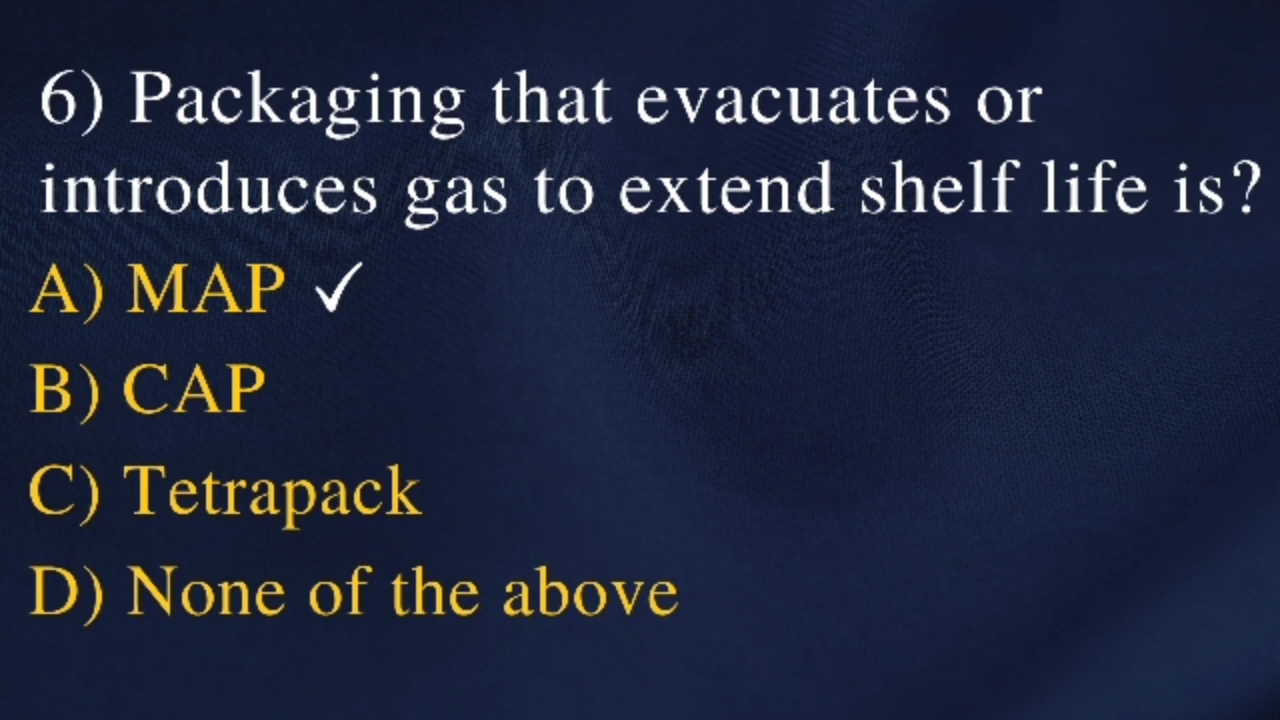 6) Packaging that evacuates or
introduces gas to extend shelf life is?
A) MAP ✓
B) CAP
C) Tetrapack
D) None of the above